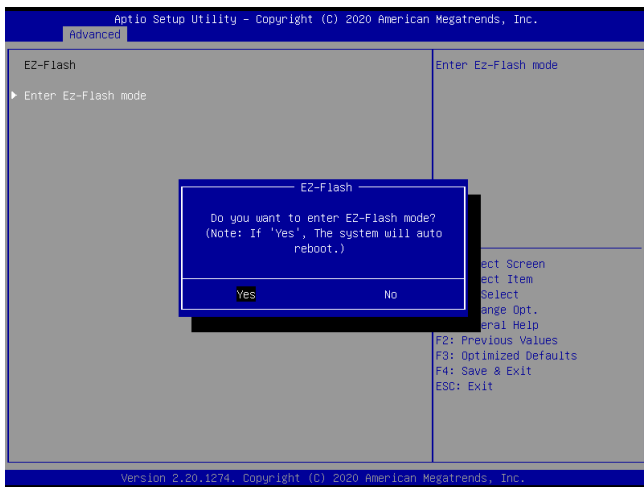 Aptio Setup Utility – Copyright (C) 2020 American Megatrends, Inc.
Advanced
EZ-Flash
Enter Ez-Flash mode
Enter Ez-Flash mode
EZ-Flash
Do you want to enter EZ-Flash mode?
(Note: If 'Yes', The system will auto
reboot.)
Yes No
ect Screen
ect Item
Select
ange Opt.
eral Help
F2: Previous Values
F3: Optimized Defaults
F4: Save & Exit
ESC: Exit
Version 2.20.1274. Copyright (C) 2020 American Megatrends, Inc.